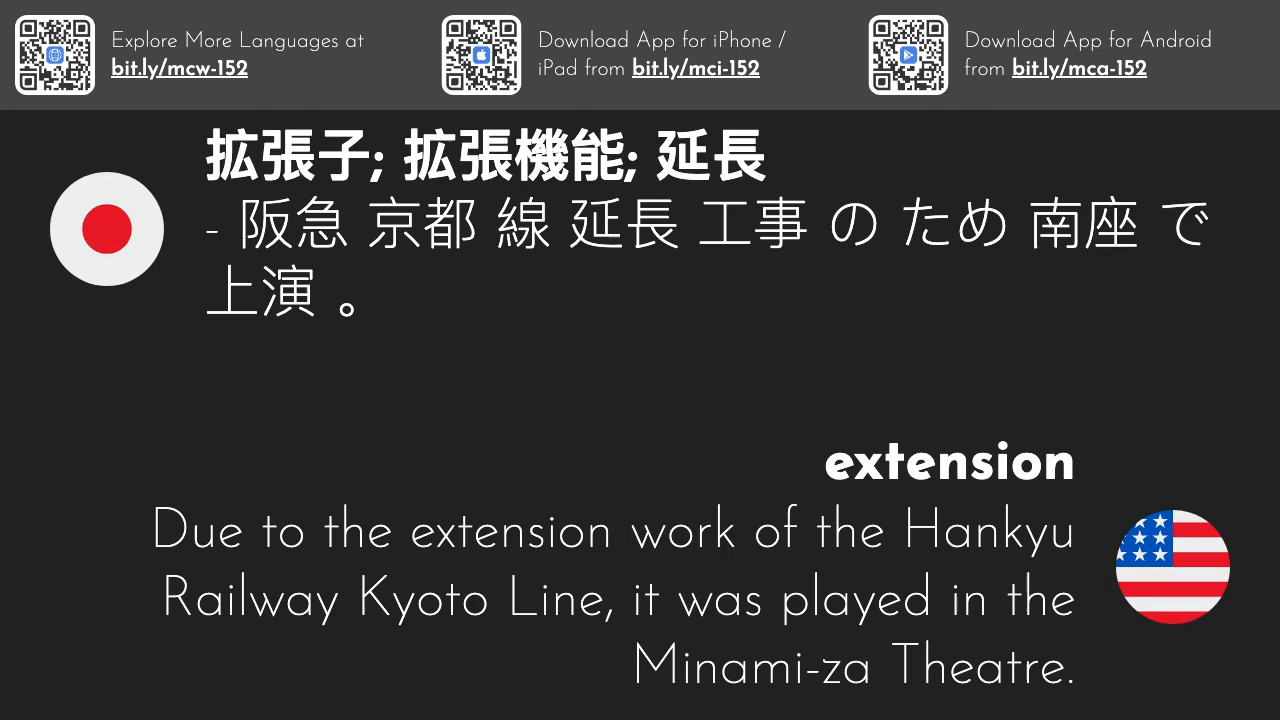 Explore More Languages at
bit.ly/mcw-152
Download App for iPhone /
iPad from bit.ly/mci-152
Download App for Android
from bit.ly/mca-152
拡張子; 拡張機能; 延長
- 阪急 京都 線 延長 工事 の ため 南座 で
上演 。
extension
Due to the extension work of the Hankyu
Railway Kyoto Line, it was played in the
Minami-za Theatre.